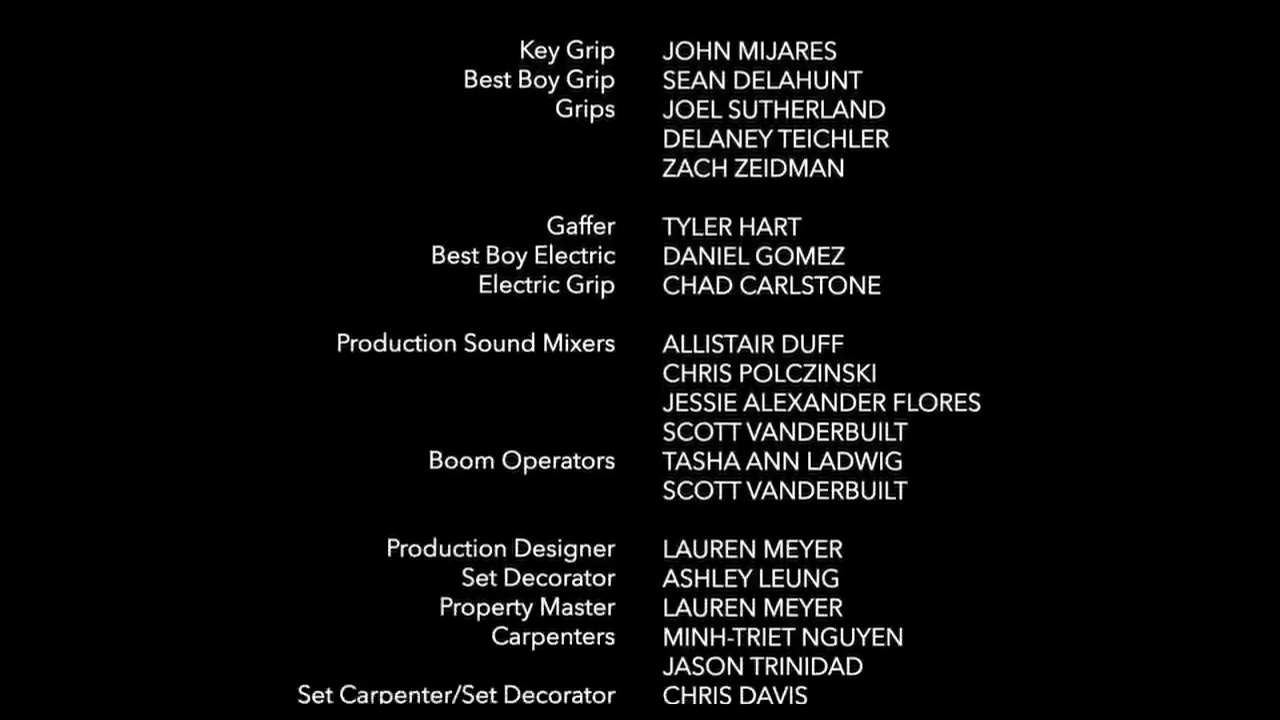 Key Grip JOHN MIJARES
Best Boy Grip SEAN DELAHUNT
Grips JOEL SUTHERLAND
DELANEY TEICHLER
ZACH ZEIDMAN
Gaffer TYLER HART
Best Boy Electric DANIEL GOMEZ
Electric Grip CHAD CARLSTONE
Production Sound Mixers ALLISTAIR DUFF
CHRIS POLCZINSKI
JESSIE ALEXANDER FLORES
SCOTT VANDERBUILT
Boom Operators TASHA ANN LADWIG
SCOTT VANDERBUILT
Production Designer LAUREN MEYER
Set Decorator ASHLEY LEUNG
Property Master LAUREN MEYER
Carpenters MINH-TRIET NGUYEN
JASON TRINIDAD
Set Carpenter/Set Decorator CHRIS DAVIS